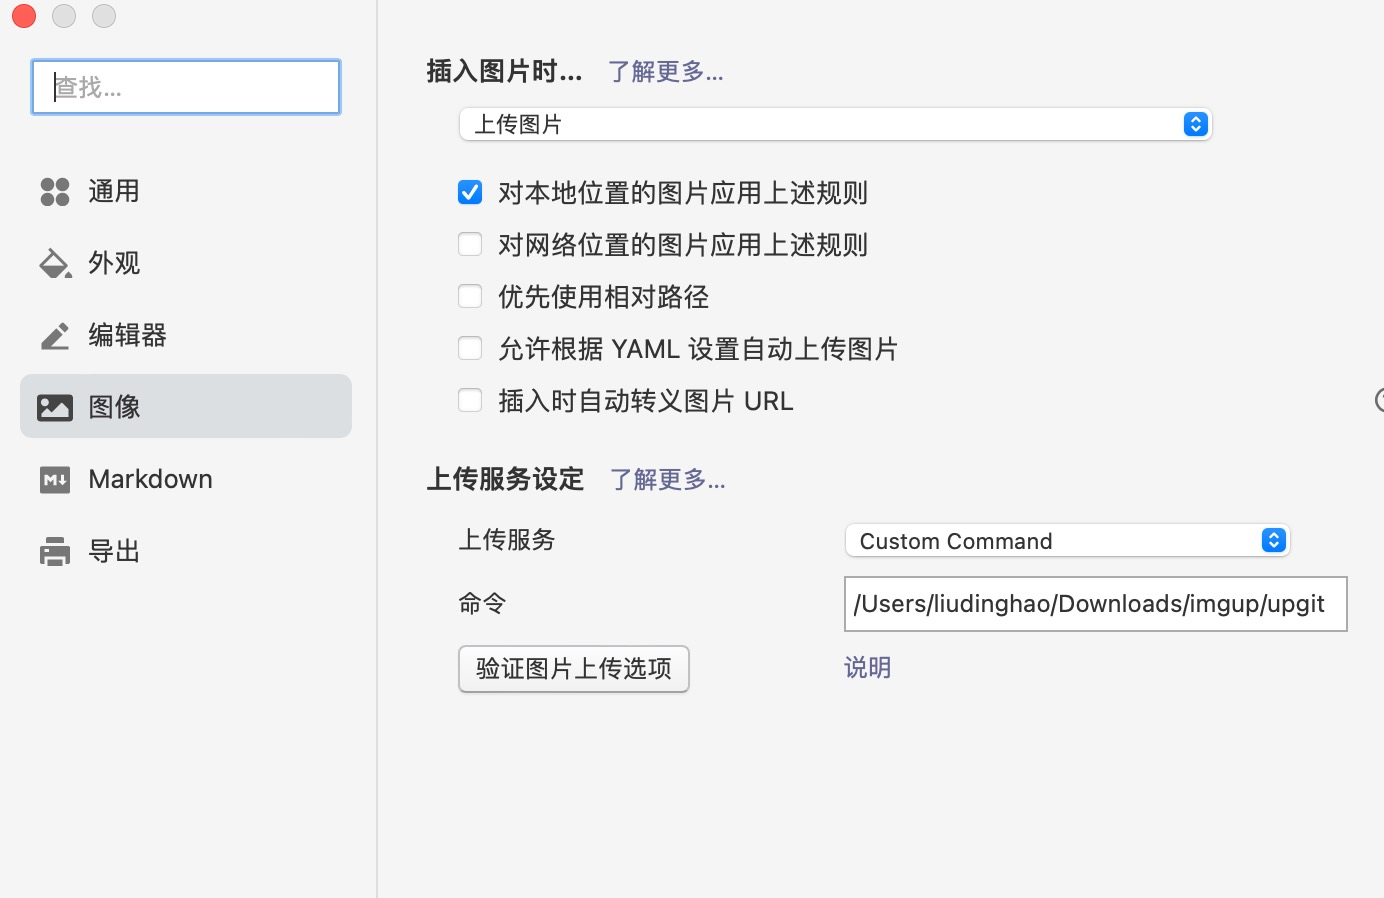 查找...
通用
外观
编辑器
图像
Markdown
导出
插入图片时... 了解更多...
上传图片
对本地位置的图片应用上述规则
对网络位置的图片应用上述规则
优先使用相对路径
允许根据 YAML 设置自动上传图片
插入时自动转义图片 URL
上传服务设定 了解更多...
上传服务 Custom Command
命令 /Users/liudinghao/Downloads/imgup/upgit
验证图片上传选项 说明